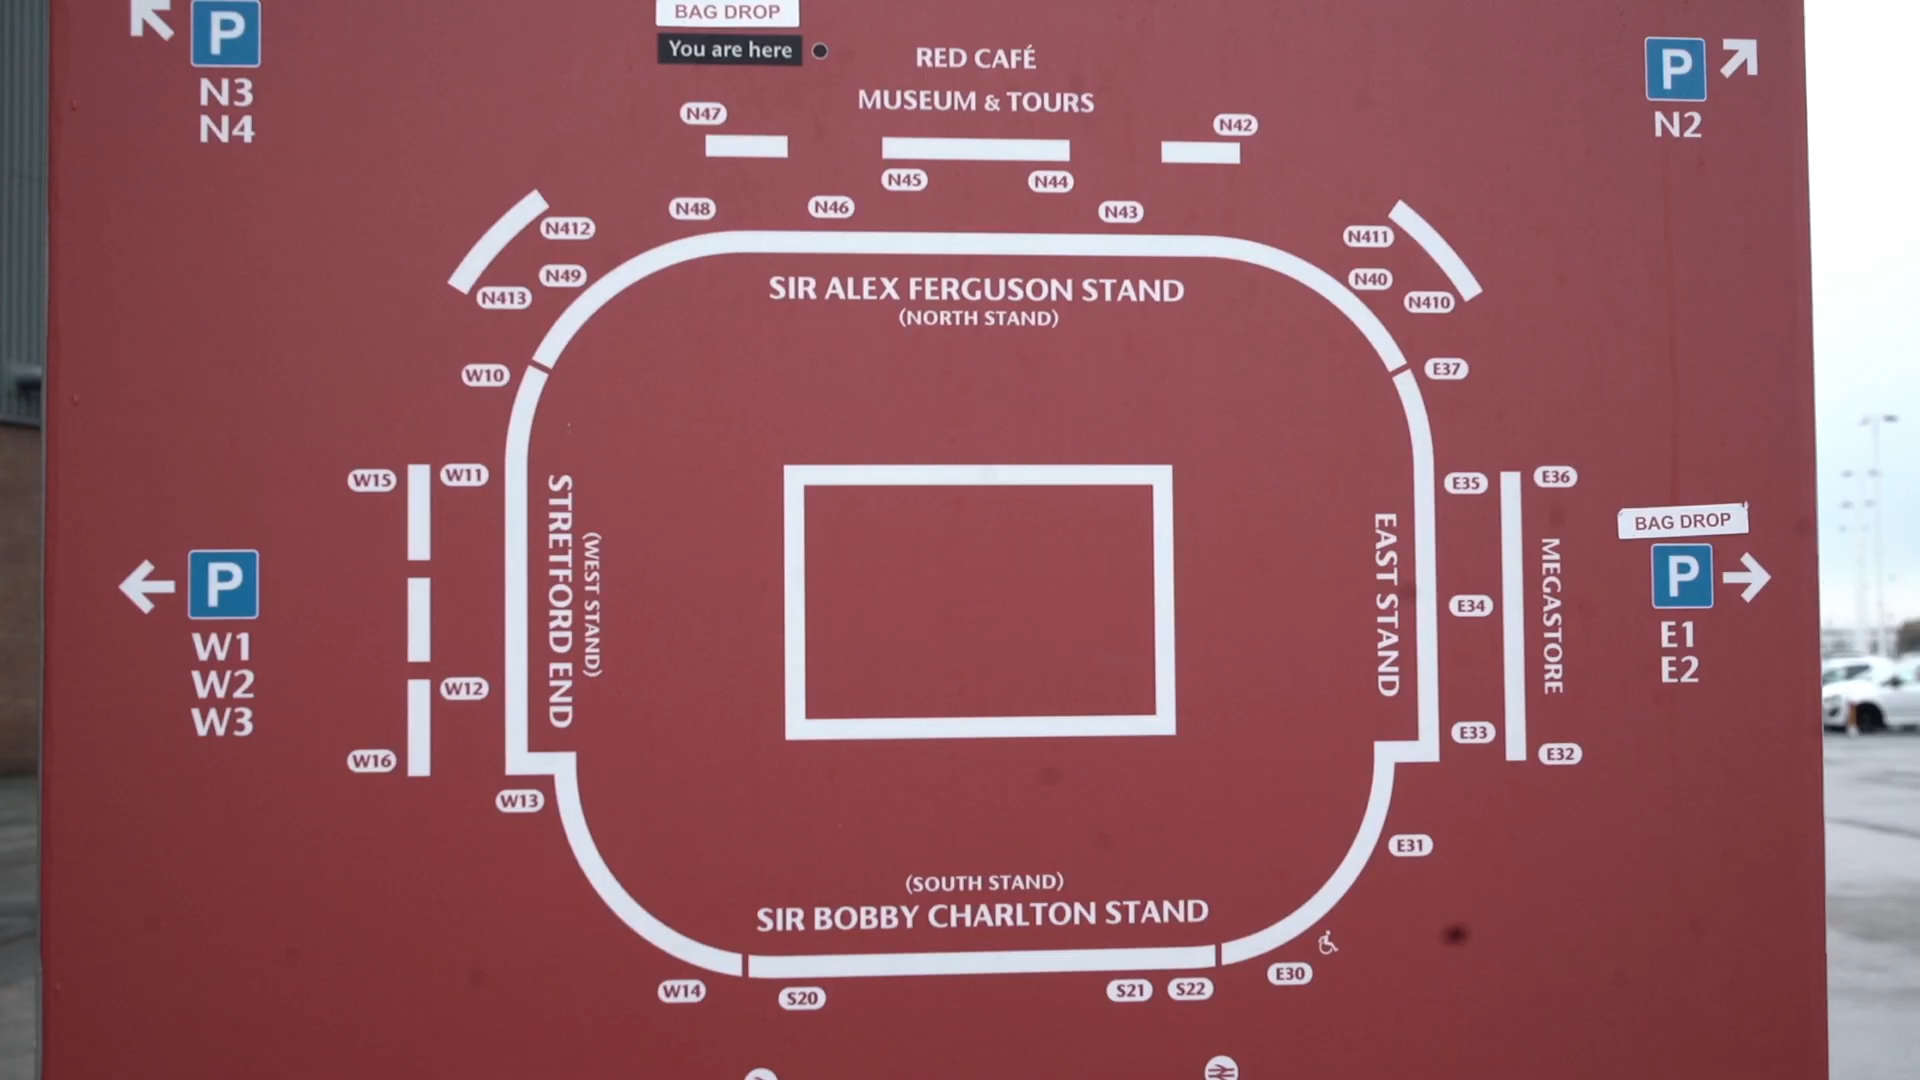 P
N3
N4
BAG DROP
You are here
RED CAFÉ
MUSEUM & TOURS
P
N2
N47
N42
N45
N44
N48
N46
N43
N412
N49
N413
N411
N40
N410
SIR ALEX FERGUSON STAND
(NORTH STAND)
W10
E37
W15
W11
E35
E36
STRETFORD END
(WEST STAND)
EAST STAND
MEGASTORE
E34
BAG DROP
P
E1
E2
P
W1
W2
W3
W12
W16
W13
E33
E32
E31
(SOUTH STAND)
SIR BOBBY CHARLTON STAND
W14
S20
S21
S22
E30